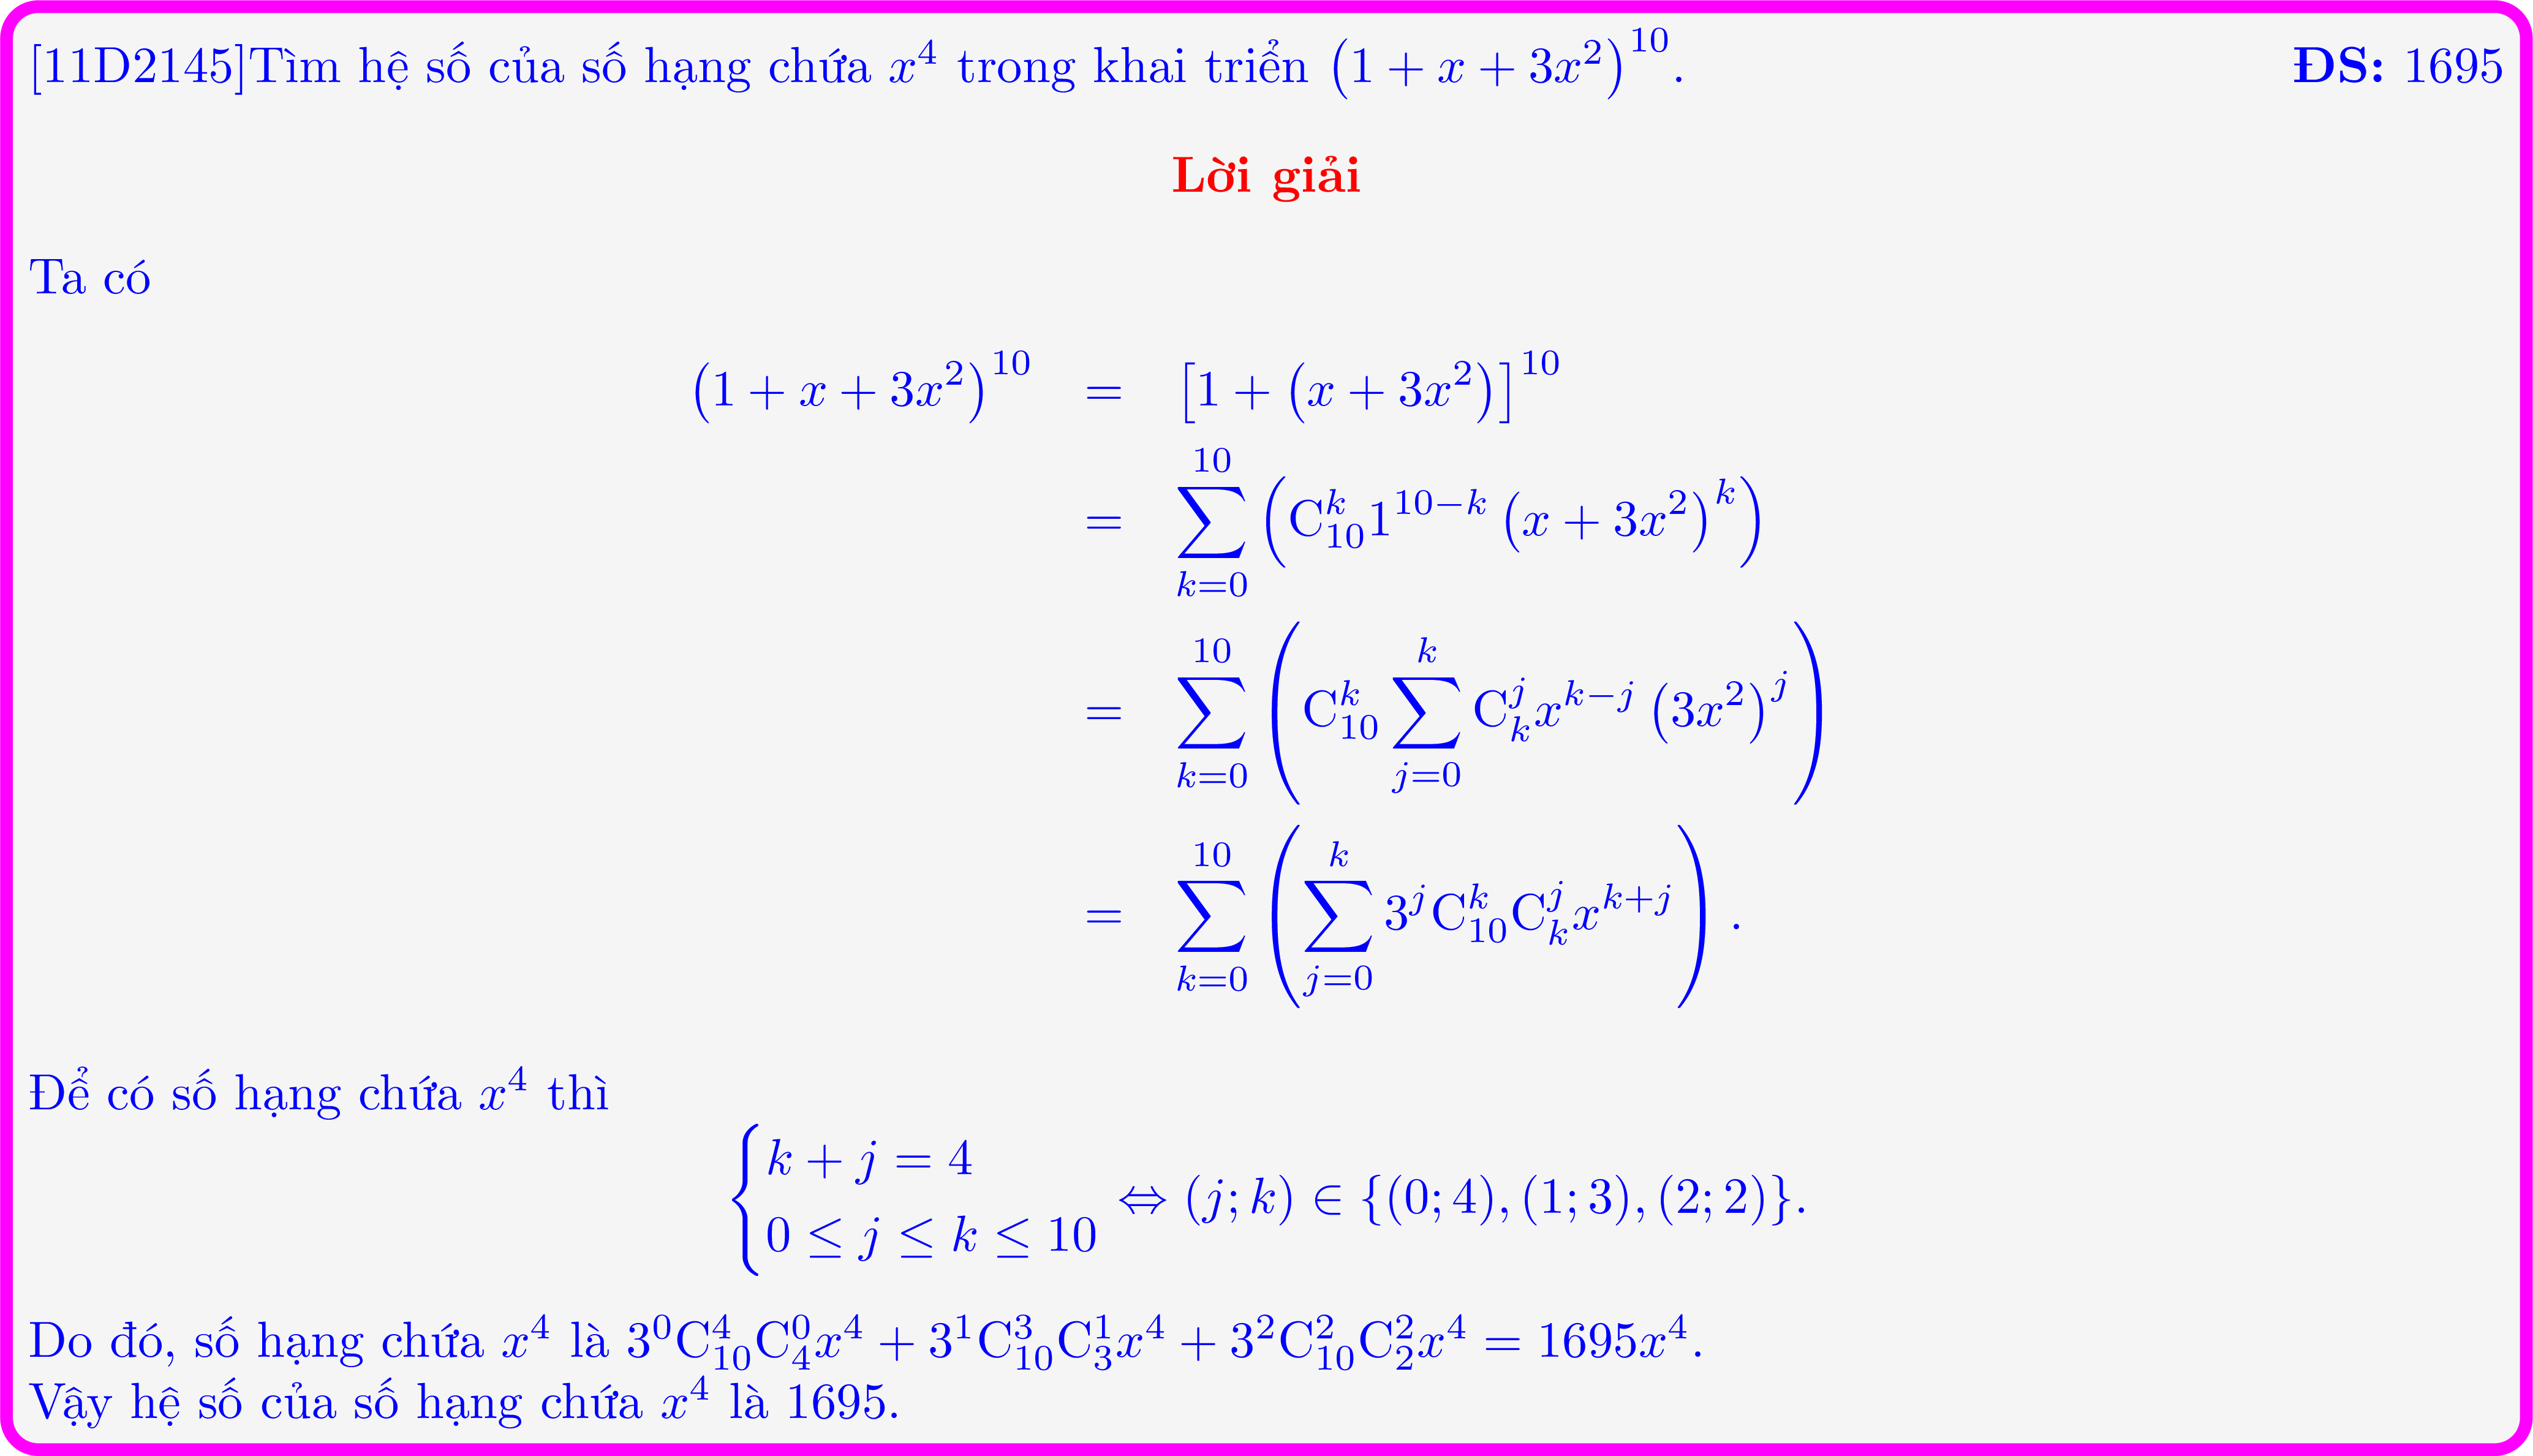 [11D2145]Tìm hệ số của số hạng chứa $x^4$ trong khai triển $\left(1 + x + 3x^2\right)^{10}$. ĐS: 1695
Lời giải
Ta có
$\left(1 + x + 3x^2\right)^{10} = \left[1 + \left(x + 3x^2\right)\right]^{10}$
$= \sum_{k=0}^{10} \left(\mathrm{C}_{10}^{k} 1^{10-k} \left(x + 3x^2\right)^k\right)$
$= \sum_{k=0}^{10} \left(\mathrm{C}_{10}^{k} \sum_{j=0}^{k} \mathrm{C}_{k}^{j} x^{k-j} \left(3x^2\right)^j\right)$
$= \sum_{k=0}^{10} \left(\sum_{j=0}^{k} 3^j \mathrm{C}_{10}^{k} \mathrm{C}_{k}^{j} x^{k+j}\right).$
Để có số hạng chứa $x^4$ thì
$\begin{cases} k + j = 4 \\ 0 \le j \le k \le 10 \end{cases} \Leftrightarrow (j; k) \in \{(0; 4), (1; 3), (2; 2)\}.$
Do đó, số hạng chứa $x^4$ là $3^0 \mathrm{C}_{10}^{4} \mathrm{C}_{4}^{0} x^4 + 3^1 \mathrm{C}_{10}^{3} \mathrm{C}_{3}^{1} x^4 + 3^2 \mathrm{C}_{10}^{2} \mathrm{C}_{2}^{2} x^4 = 1695x^4$.
Vậy hệ số của số hạng chứa $x^4$ là 1695.